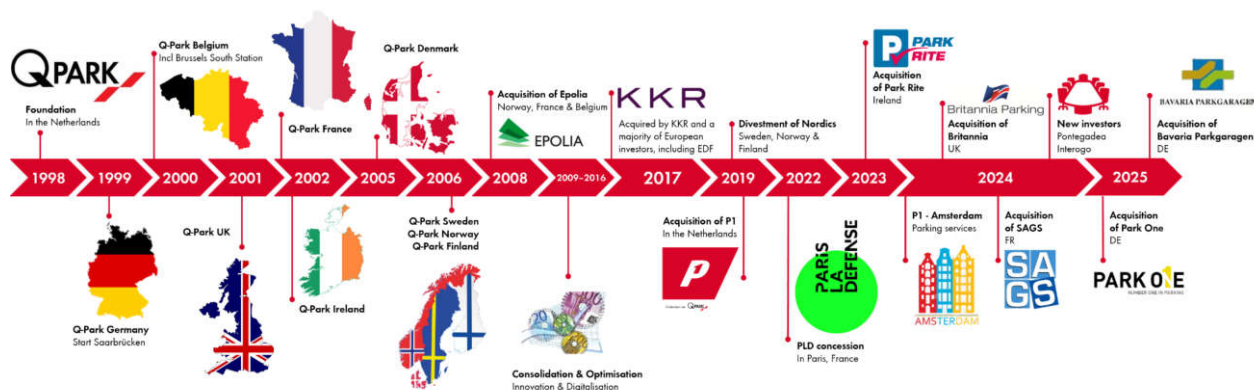 Q PARK
Foundation
In the Netherlands
Q-Park Belgium
Incl Brussels South Station
Q-Park France
Q-Park Denmark
Acquisition of Epolia
Norway, France & Belgium
EPOLIA
KKR
Acquired by KKR and a
majority of European
investors, including EDF
Divestment of Nordics
Sweden, Norway &
Finland
P PARK
RITE
Acquisition
of Park Rite
Ireland
Britannia Parking
Acquisition of
Britannia
UK
New investors
Pontegadea
Interogo
BAVARIA PARKGARAGEN
Acquisition of
Bavaria Parkgaragen
DE
1998
1999
2000
2001
2002
2005
2006
2008
2009-2016
2017
2019
2022
2023
2024
2025
Q-Park Germany
Start Saarbrücken
Q-Park UK
Q-Park Ireland
Q-Park Sweden
Q-Park Norway
Q-Park Finland
20
Consolidation & Optimisation
Innovation & Digitalisation
Acquisition of P1
In the Netherlands
P
PARIS
LA
DEFENSE
PLD concession
In Paris, France
P1 - Amsterdam
Parking services
AMSTERDAM
Acquisition
of SAGS
FR
SA
GS
Acquisition
of Park One
DE
PARK ONE
NUMBER ONE IN PARKING